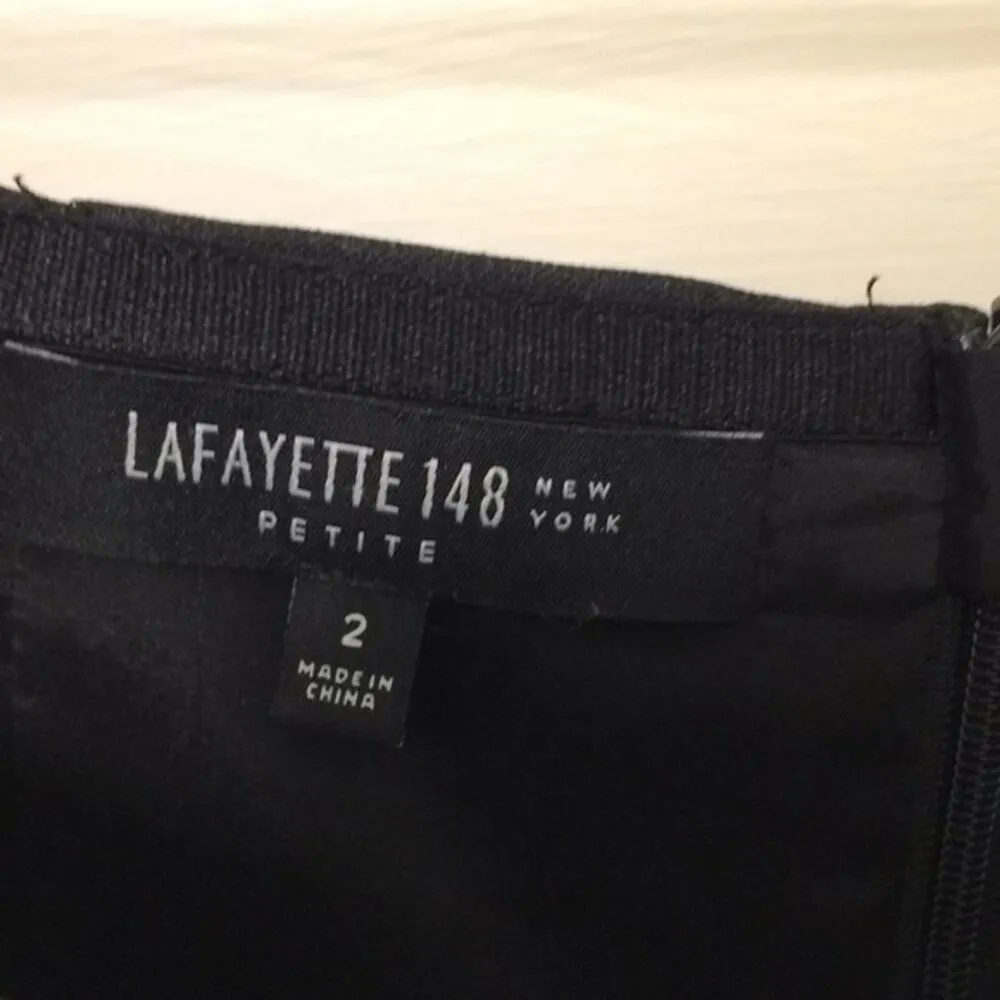 LAFAYETTE 148 NEW YORK
PETITE
2
MADE IN
CHINA